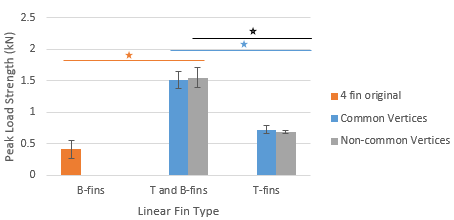 2.5
2
1.5
1
0.5
0
Peak Load Strength (kN)
B-fins
T and B-fins
T-fins
Linear Fin Type
4 fin original
Common Vertices
Non-common Vertices